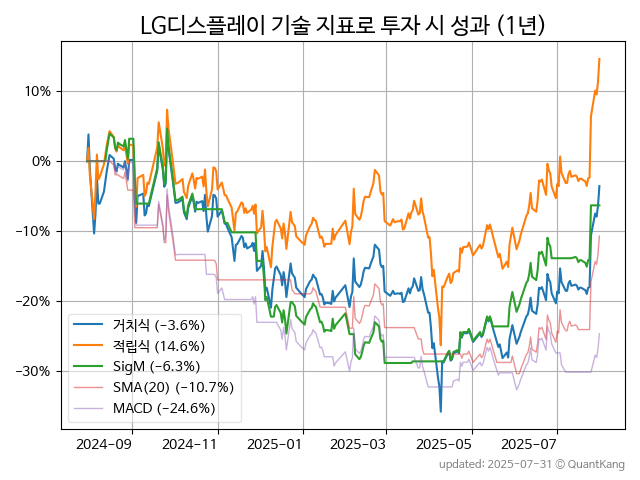 LG디스플레이 기술 지표로 투자 시 성과 (1년)
10%
0%
−10%
−20%
−30%
거치식 (−3.6%)
적립식 (14.6%)
SigM (−6.3%)
SMA(20) (−10.7%)
MACD (−24.6%)
2024-09
2024-11
2025-01
2025-03
2025-05
2025-07
updated: 2025-07-31 © QuantKang